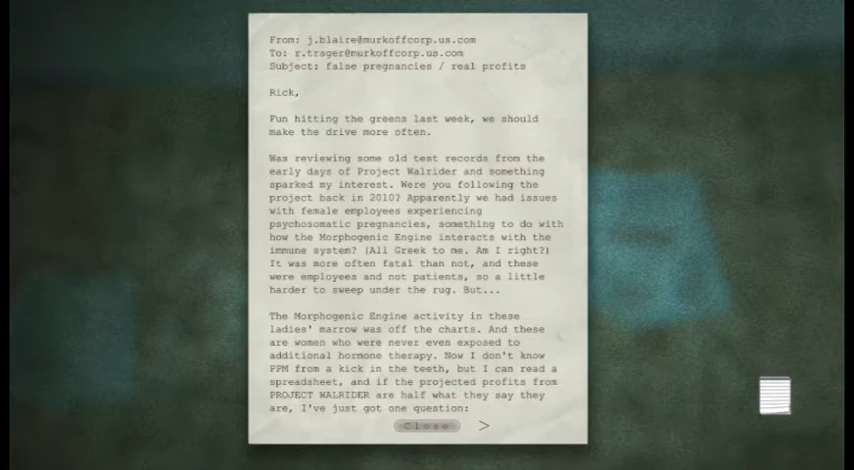 From: j.blaire@murkoffcorp.us.com
To: r.trager@murkoffcorp.us.com
Subject: false pregnancies / real profits
Rick,
Fun hitting the greens last week, we should
make the drive more often.
Was reviewing some old test records from the
early days of Project Walrider and something
sparked my interest. Were you following the
project back in 2010? Apparently we had issues
with female employees experiencing
psychosomatic pregnancies, something to do with
how the Morphogenic Engine interacts with the
immune system? (All Greek to me. Am I right?)
It was more often fatal than not, and these
were employees and not patients, so a little
harder to sweep under the rug. But...
The Morphogenic Engine activity in these
ladies' marrow was off the charts. And these
are women who were never even exposed to
additional hormone therapy. Now I don't know
PPM from a kick in the teeth, but I can read a
spreadsheet, and if the projected profits from
PROJECT WALRIDER are half what they say they
are, I've just got one question:
Close >